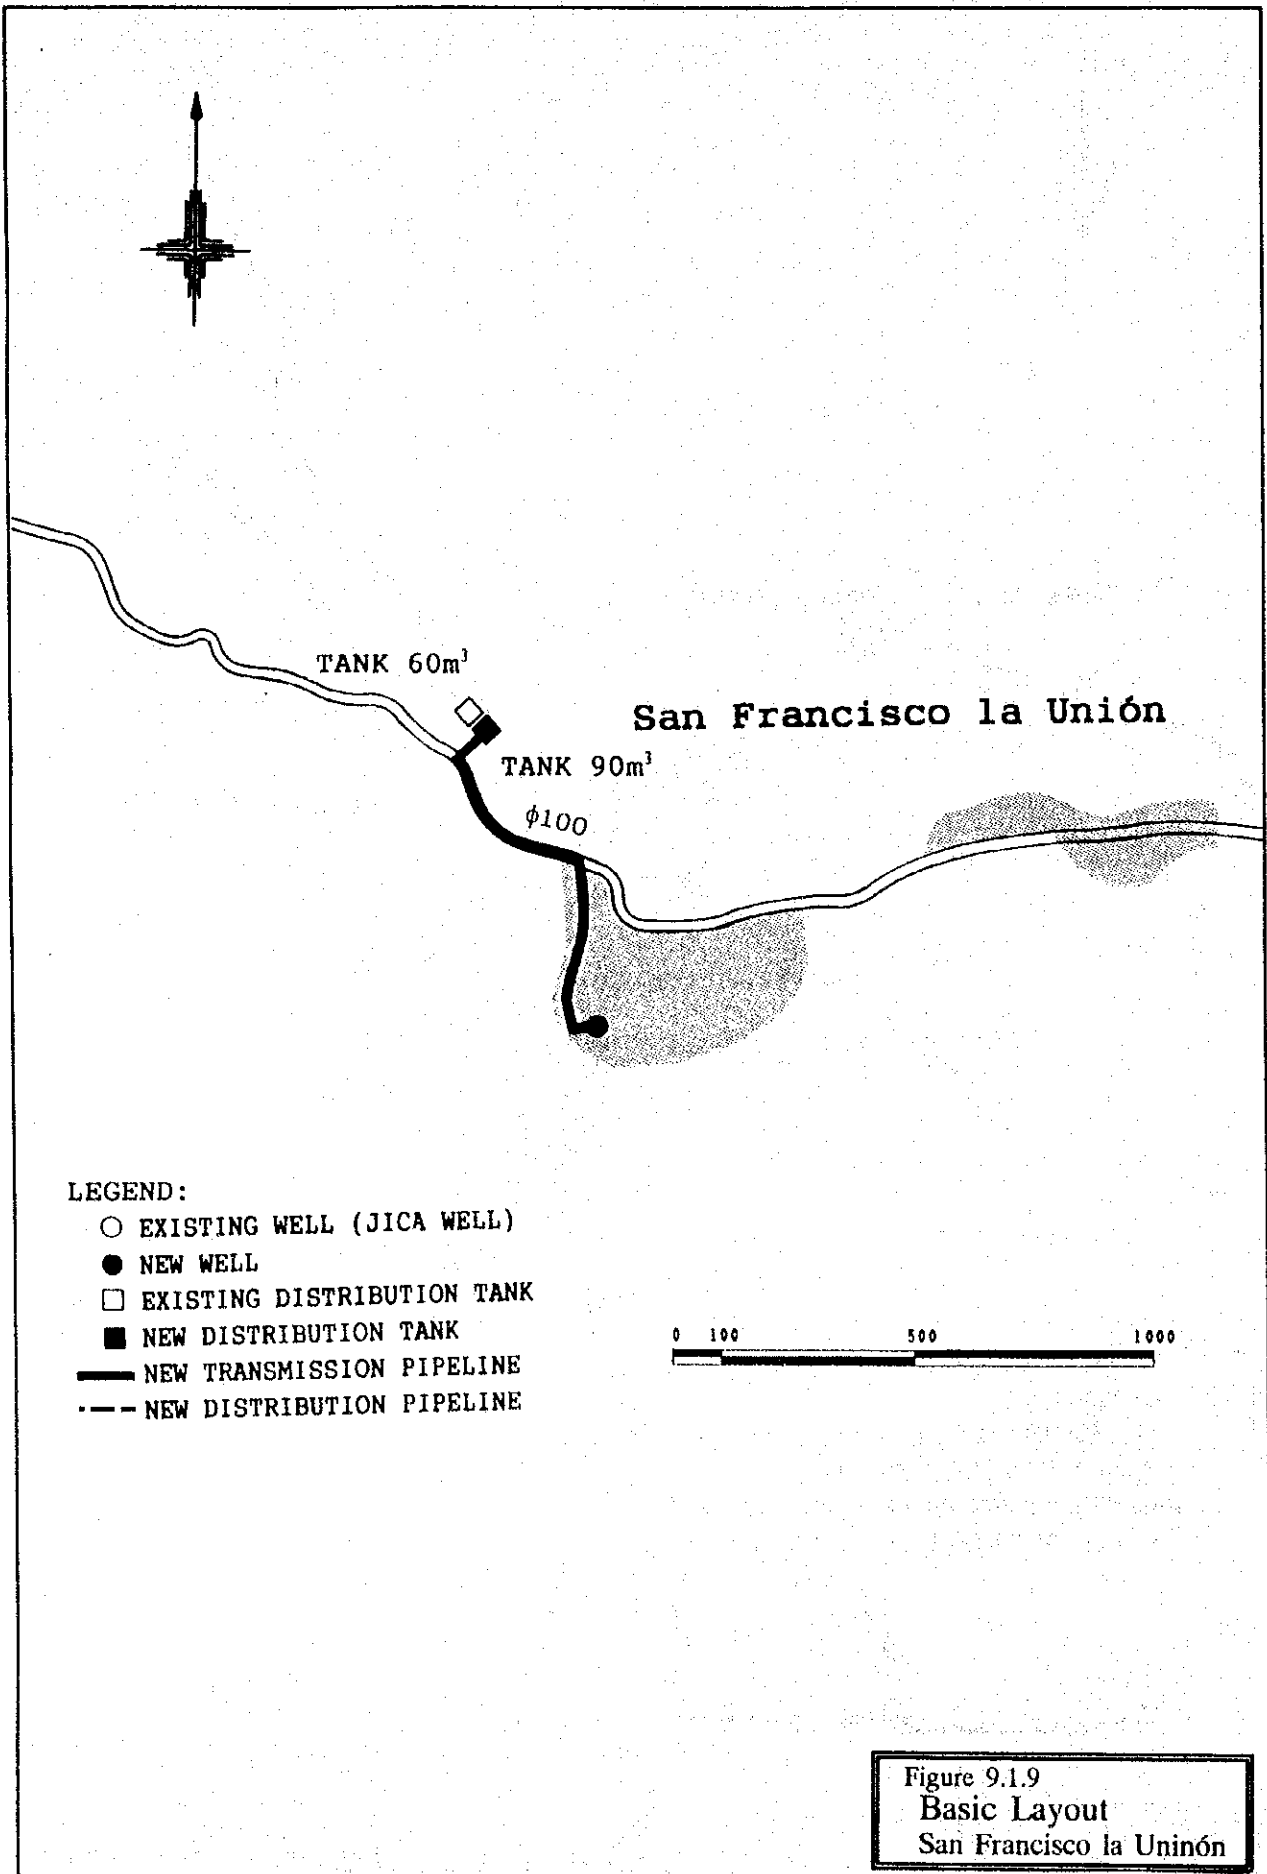 TANK 60m³
San Francisco la Unión
TANK 90m³
φ100
LEGEND:
EXISTING WELL (JICA WELL)
NEW WELL
EXISTING DISTRIBUTION TANK
NEW DISTRIBUTION TANK
NEW TRANSMISSION PIPELINE
NEW DISTRIBUTION PIPELINE
0 100 500 1000
Figure 9.1.9
Basic Layout
San Francisco la Uninón